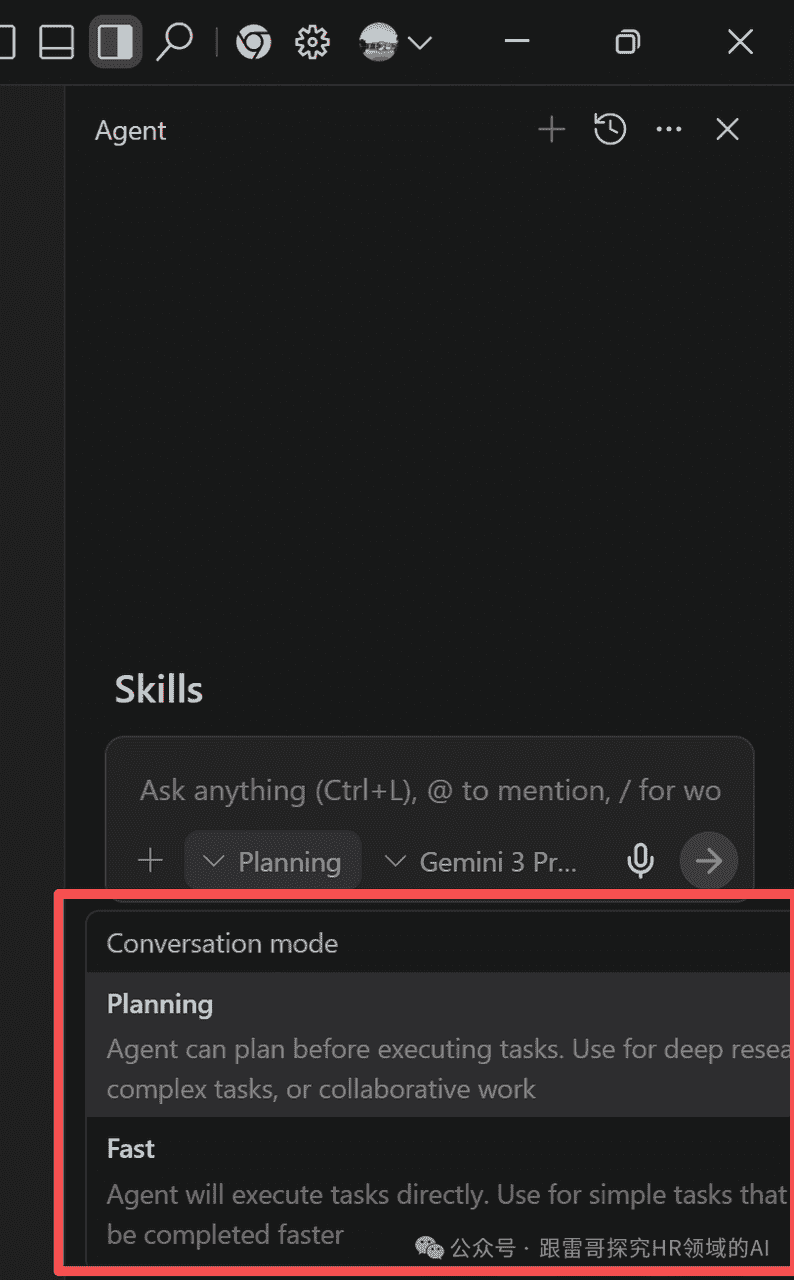 Agent
Skills
Ask anything (Ctrl+L), @ to mention, / for wo
Planning
Gemini 3 Pr...
Conversation mode
Planning
Agent can plan before executing tasks. Use for deep resea
complex tasks, or collaborative work
Fast
Agent will execute tasks directly. Use for simple tasks that
be completed faster
公众号 · 跟雷哥探究HR领域的AI